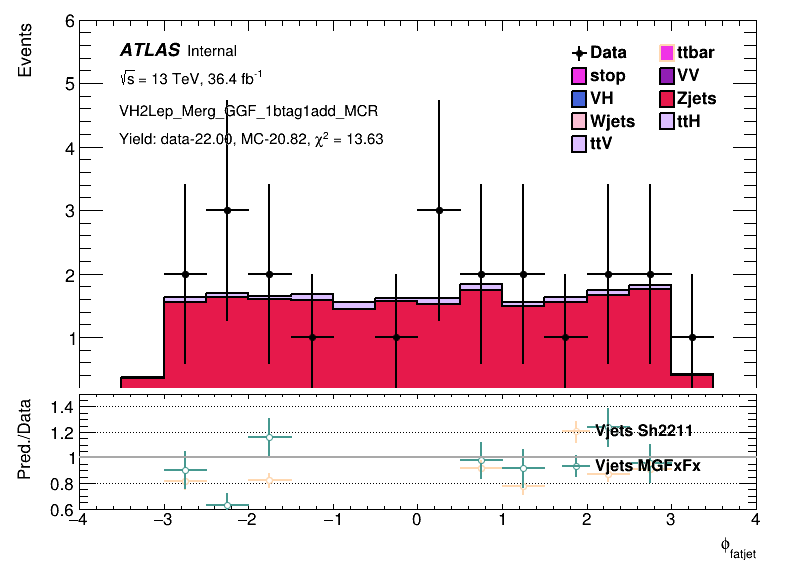 Events
6
5
4
3
2
1
ATLAS Internal
√s = 13 TeV, 36.4 fb⁻¹
VH2Lep_Merg_GGF_1btag1add_MCR
Yield: data-22.00, MC-20.82, χ² = 13.63
Data
ttbar
stop
VV
VH
Zjets
Wjets
ttH
ttV
Pred./Data
1.4
1.2
1
0.8
0.6
Vjets Sh2211
Vjets MGFxFx
−4 −3 −2 −1 0 1 2 3 4
ϕfatjet